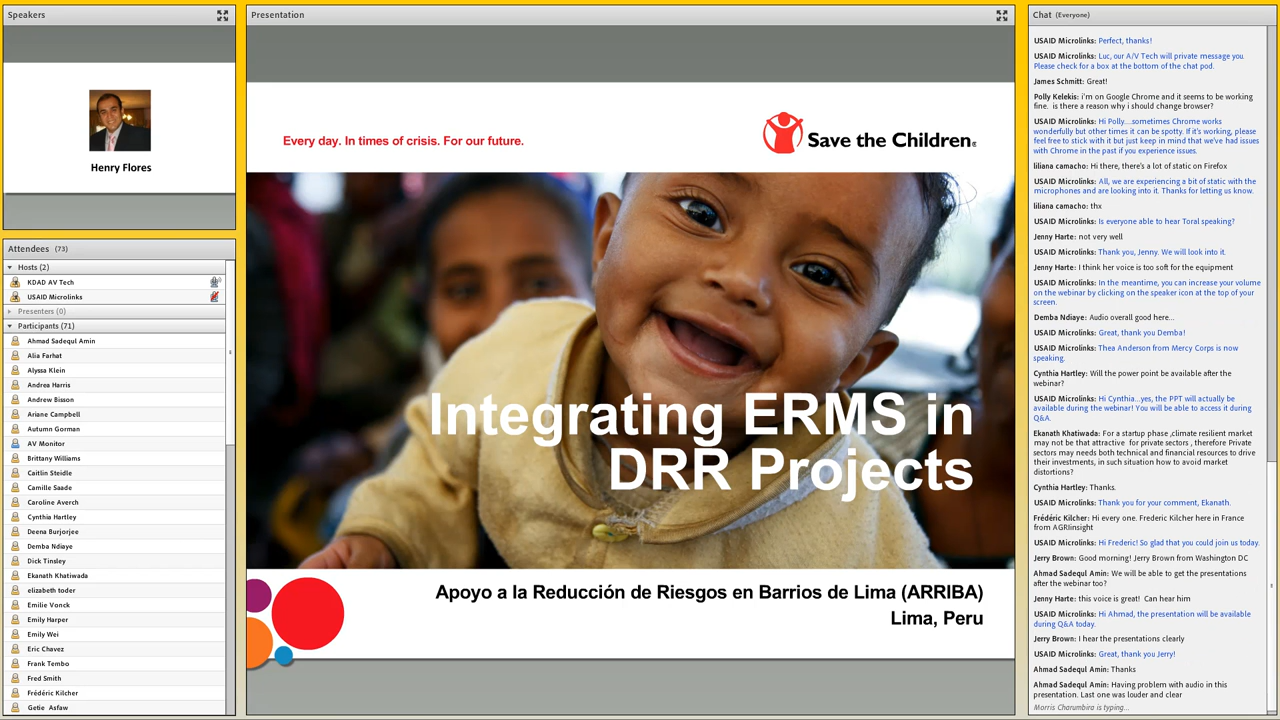 Speakers
Henry Flores
Attendees (73)
Hosts (2)
KDAD AV Tech
USAID Microlinks
Presenters (0)
Participants (71)
Ahmad Sadequl Amin
Alia Farhat
Alyssa Klein
Andrea Harris
Andrew Bisson
Ariane Campbell
Autumn Gorman
AV Monitor
Brittany Williams
Caitlin Steidle
Camille Saade
Caroline Averch
Cynthia Hartley
Deena Burjorjee
Demba Ndiaye
Dick Tinsley
Ekanath Khatiwada
elizabeth toder
Emilie Vonck
Emily Harper
Emily Wei
Eric Chavez
Frank Tembo
Fred Smith
Frédéric Kilcher
Getie Asfaw
Presentation
Every day. In times of crisis. For our future.
Save the Children®
Integrating ERMS in
DRR Projects
Apoyo a la Reducción de Riesgos en Barrios de Lima (ARRIBA)
Lima, Peru
Chat (Everyone)
USAID Microlinks: Perfect, thanks!
USAID Microlinks: Luc, our A/V Tech will private message you
Please check for a box at the bottom of the chat pod.
James Schmitt: Great!
Polly Kelekis: i'm on Google Chrome and it seems to be working
fine. is there a reason why i should change browser?
USAID Microlinks: Hi Polly....sometimes Chrome works
wonderfully but other times it can be spotty. If it's working, please
feel free to stick with it but just keep in mind that we've had issues
with Chrome in the past if you experience issues.
liliana camacho: Hi there, there's a lot of static on Firefox
USAID Microlinks: All, we are experiencing a bit of static with the
microphones and are looking into it. Thanks for letting us know.
liliana camacho: thx
USAID Microlinks: Is everyone able to hear Toral speaking?
Jenny Harte: not very well
USAID Microlinks: Thank you, Jenny. We will look into it.
Jenny Harte: I think her voice is too soft for the equipment
USAID Microlinks: In the meantime, you can increase your volume
on the webinar by clicking on the speaker icon at the top of your
screen.
Demba Ndiaye: Audio overall good here...
USAID Microlinks: Great, thank you Demba!
USAID Microlinks: Thea Anderson from Mercy Corps is now
speaking.
Cynthia Hartley: Will the power point be available after the
webinar?
USAID Microlinks: Hi Cynthia...yes, the PPT will actually be
available during the webinar! You will be able to access it during
Q&A.
Ekanath Khatiwada: For a startup phase ,climate resilient market
may not be that attractive for private sectors , therefore Private
sectors may needs both technical and financial resources to drive
their investments, in such situation how to avoid market
distortions?
Cynthia Hartley: Thanks.
USAID Microlinks: Thank you for your comment, Ekanath.
Frédéric Kilcher: Hi every one. Frederic Kilcher here in France
from AGRIinsight
USAID Microlinks: Hi Frederic! So glad that you could join us today.
Jerry Brown: Good morning! Jerry Brown from Washington DC
Ahmad Sadequl Amin: We will be able to get the presentations
after the webinar too?
Jenny Harte: this voice is great! Can hear him
USAID Microlinks: Hi Ahmad, the presentation will be available
during Q&A today.
Jerry Brown: I hear the presentations clearly
USAID Microlinks: Great, thank you Jerry!
Ahmad Sadequl Amin: Thanks
Ahmad Sadequl Amin: Having problem with audio in this
presentation. Last one was louder and clear
Morris Charumbira is typing...